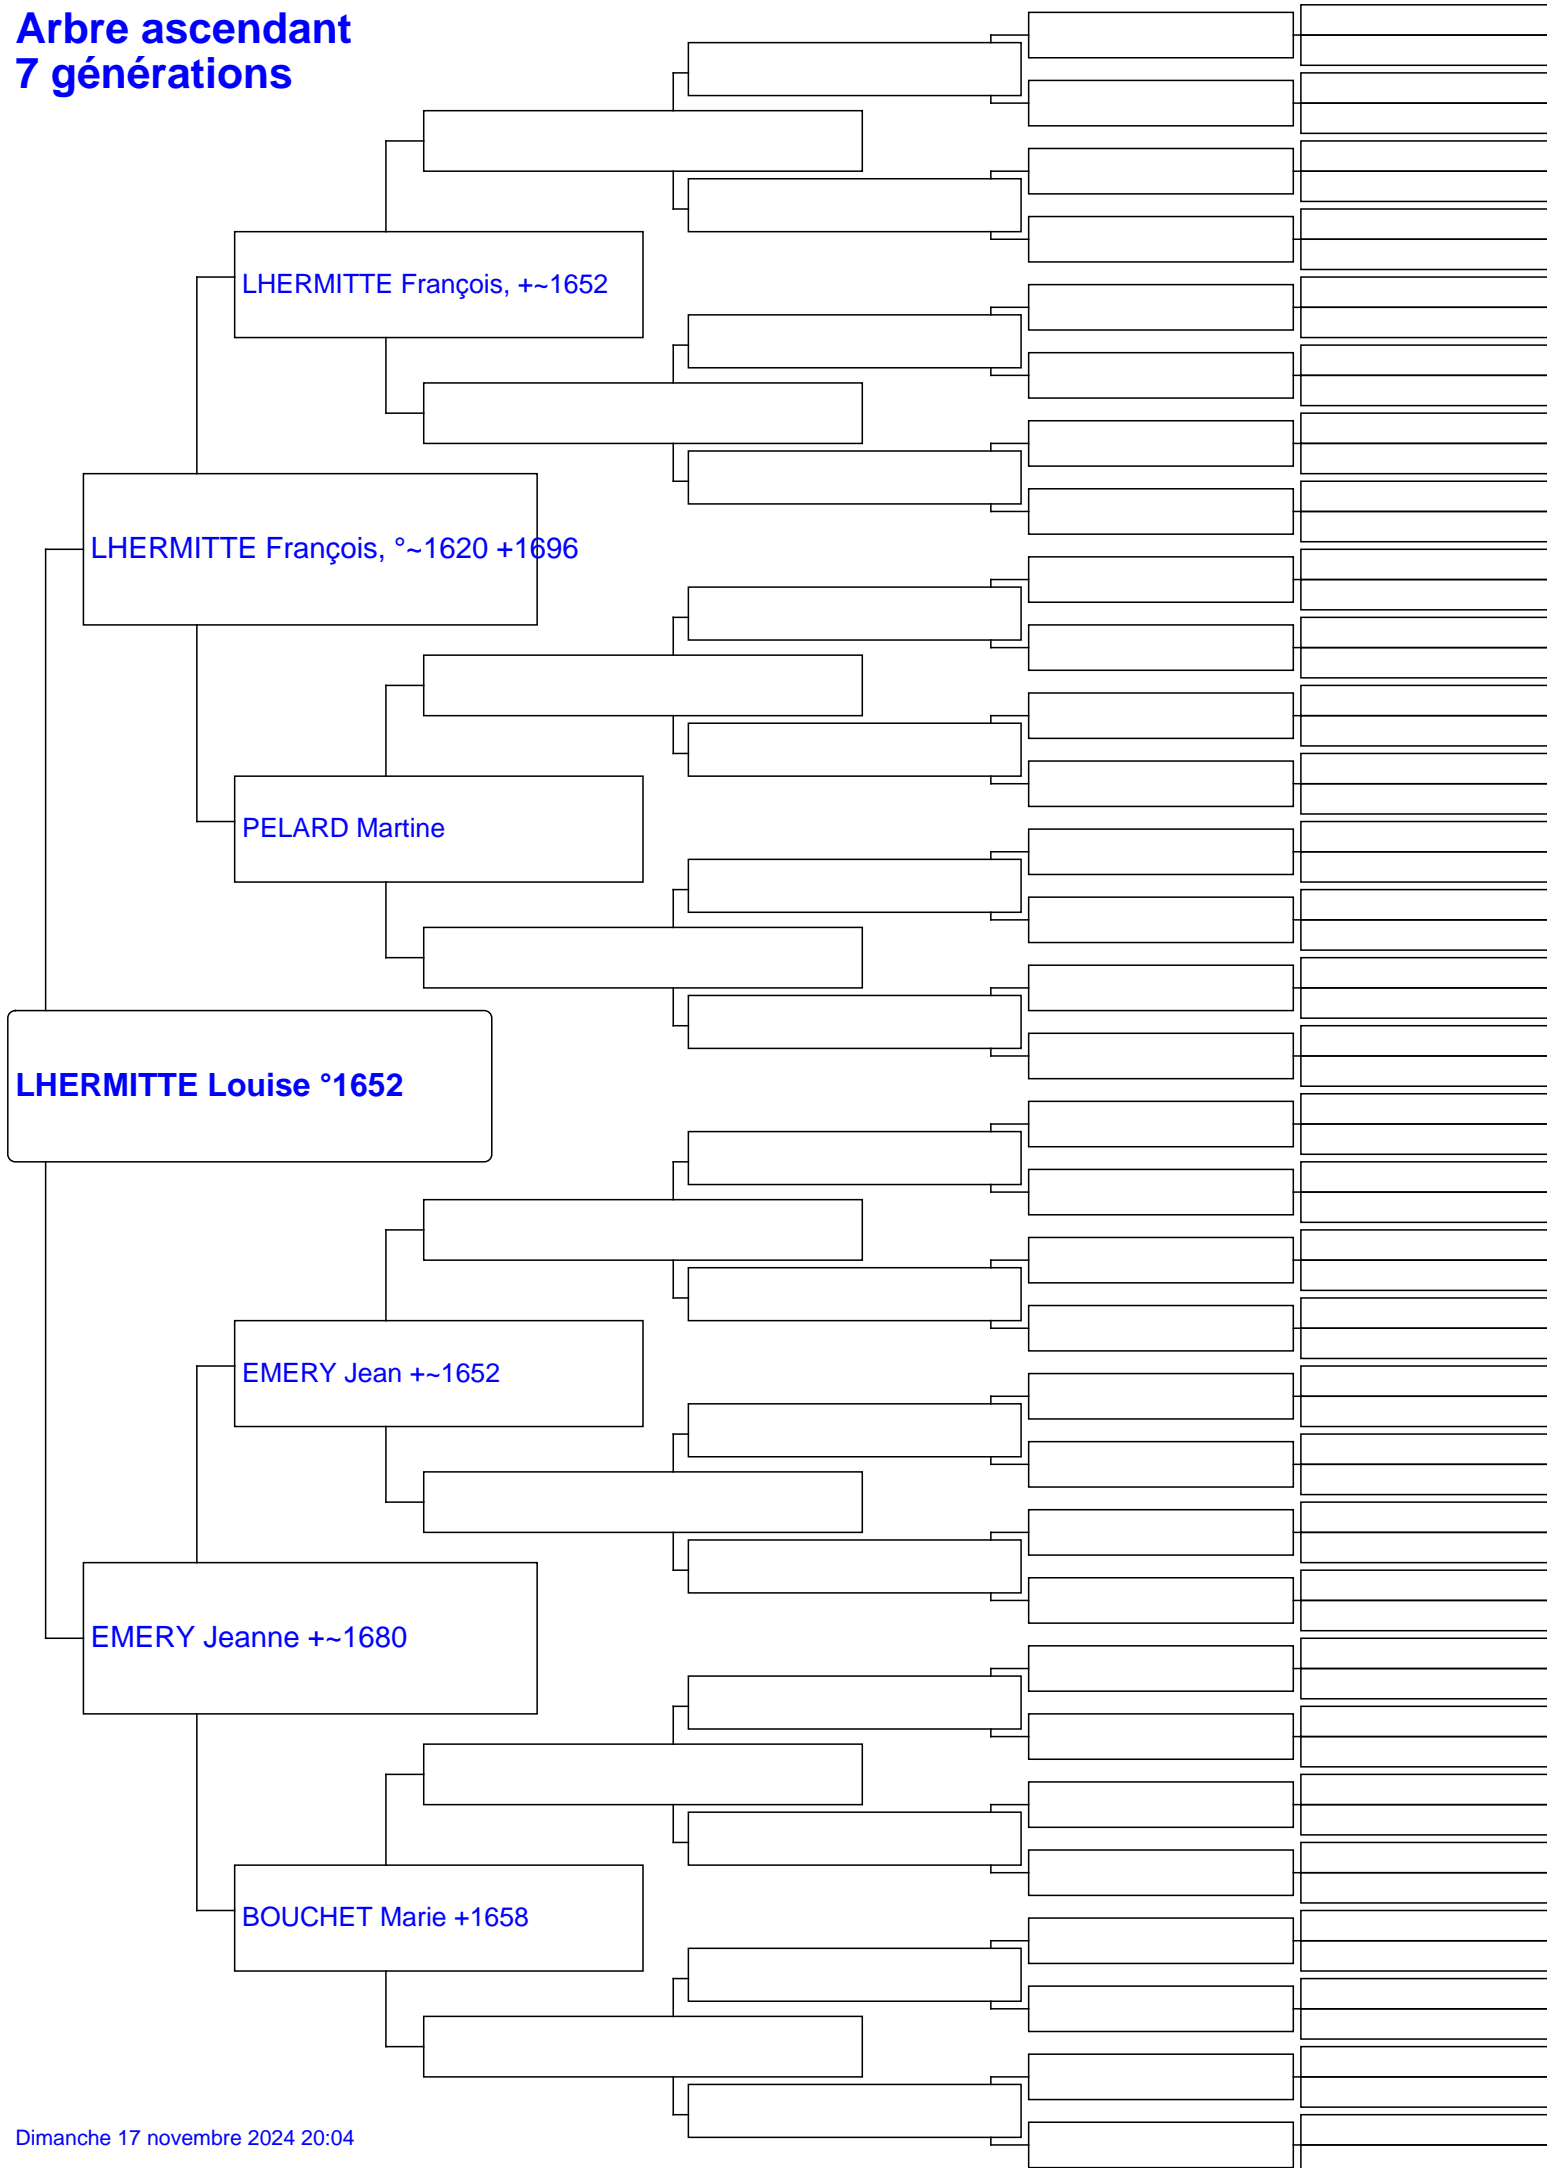 Arbre ascendant
7 générations
LHERMITTE François, +~1652
LHERMITTE François, °~1620 +1696
PELARD Martine
LHERMITTE Louise °1652
EMERY Jean +~1652
EMERY Jeanne +~1680
BOUCHET Marie +1658
Dimanche 17 novembre 2024 20:04